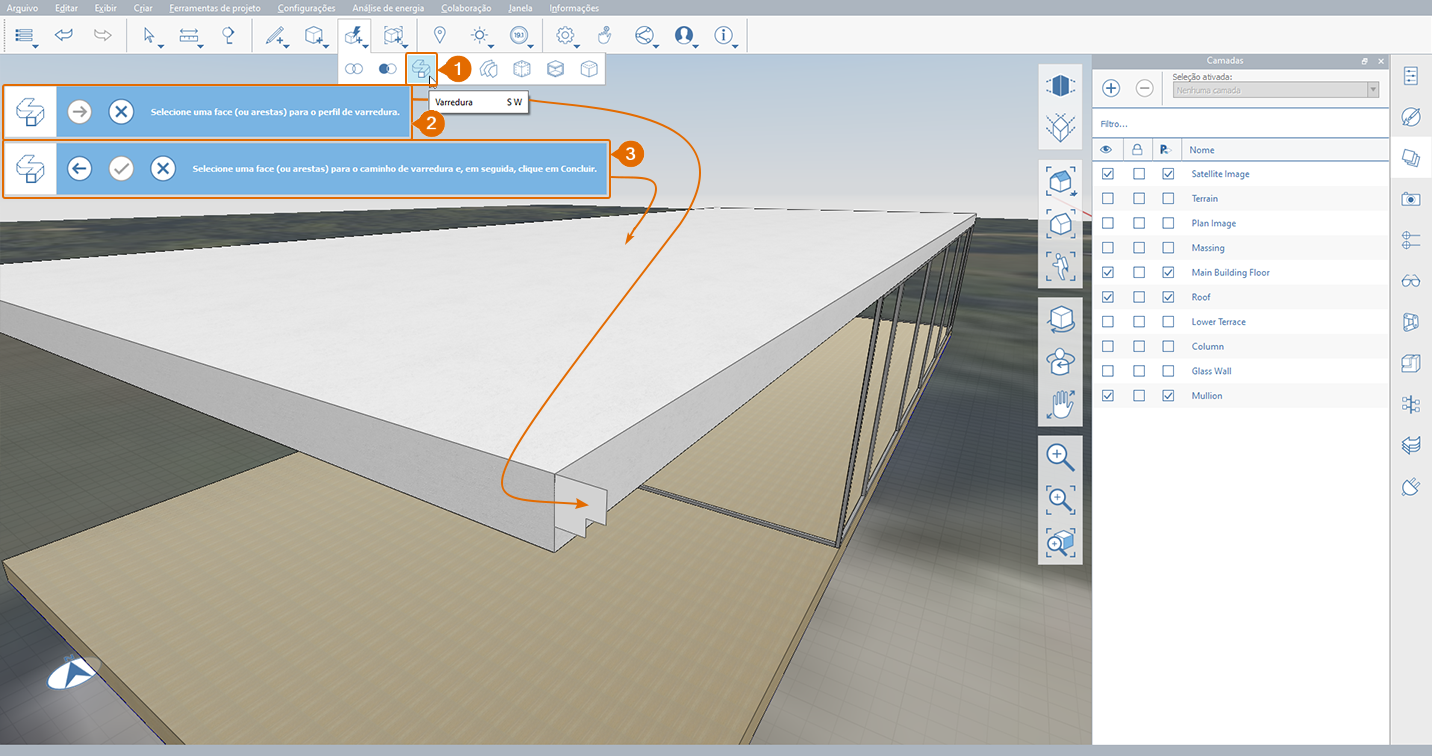 Arquivo Editar Exibir Criar Ferramentas de projeto Configurações Análise de energia Colaboração Janela Informações
19.1
1
Varredura S W
Selecione uma face (ou arestas) para o perfil de varredura.
2
Selecione uma face (ou arestas) para o caminho de varredura e, em seguida, clique em Concluir.
3
Camadas
Seleção ativada:
Nenhuma camada
Filtro...
Nome
Satellite Image
Terrain
Plan Image
Massing
Main Building Floor
Roof
Lower Terrace
Column
Glass Wall
Mullion